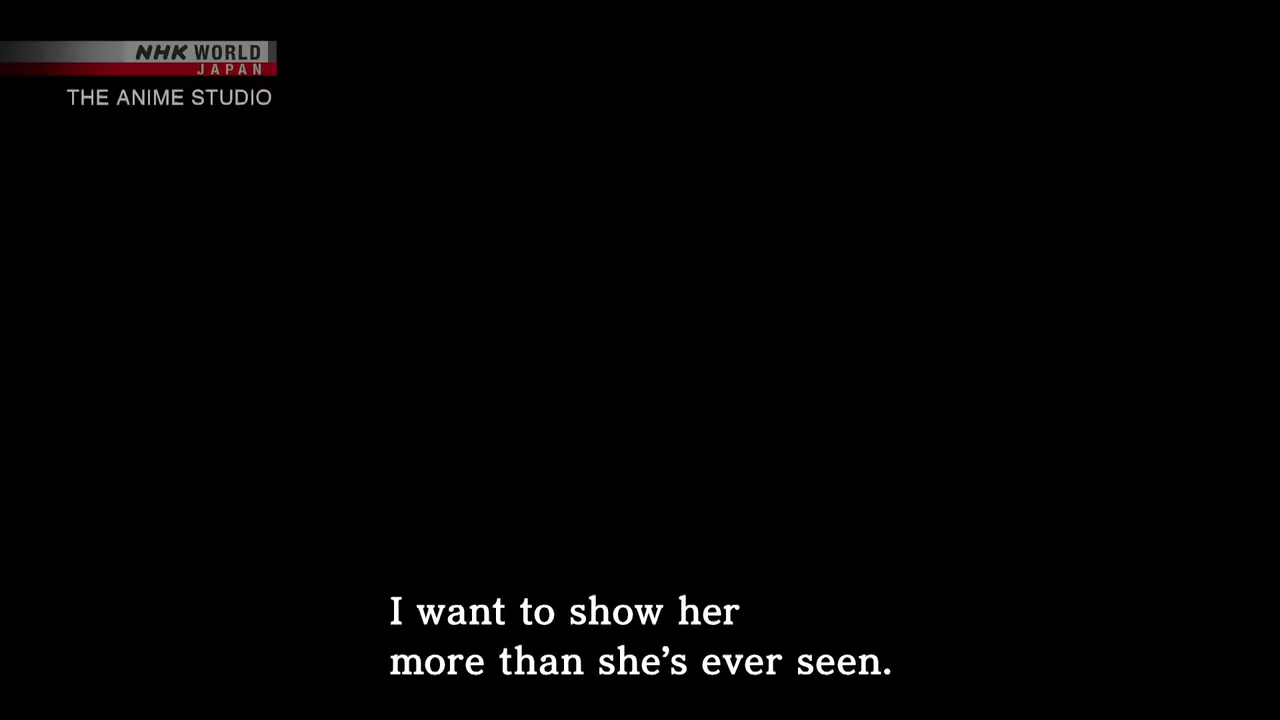 NHK WORLD
JAPAN
THE ANIME STUDIO
I want to show her
more than she's ever seen.